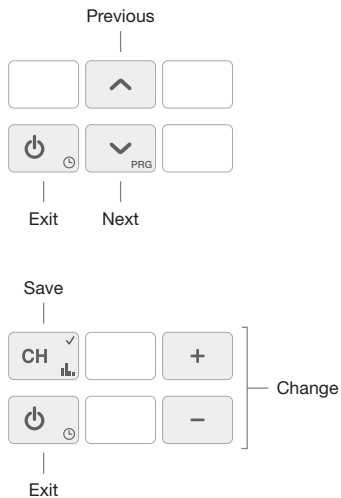 Previous
PRG
Exit
Next
Save
CH
+
Change
−
Exit